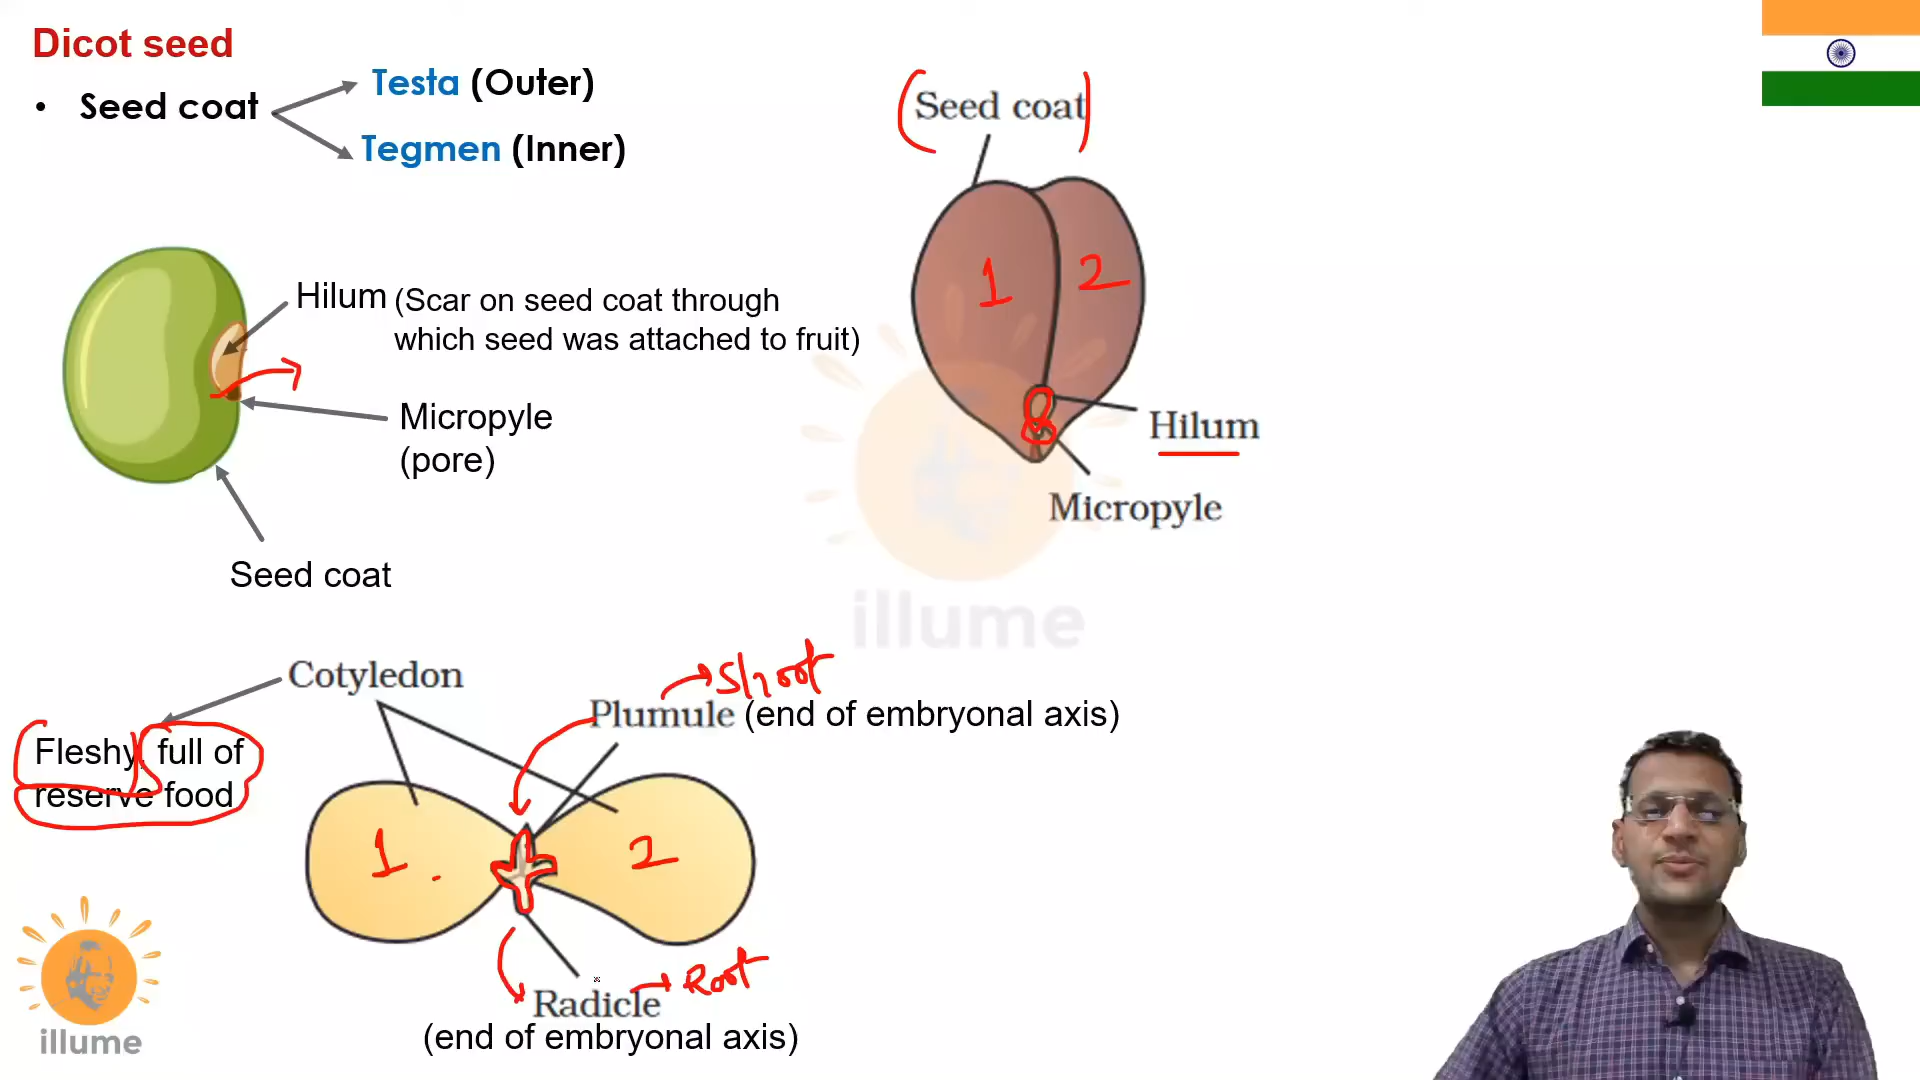 Dicot seed
• Seed coat
Testa (Outer)
Tegmen (Inner)
Seed coat
1
2
Hilum (Scar on seed coat through
which seed was attached to fruit)
Micropyle
(pore)
Seed coat
Hilum
Micropyle
illume
Cotyledon
Shoot
Plumule (end of embryonal axis)
Fleshy, full of
reserve food
1
2
Root
Radicle
(end of embryonal axis)
illume